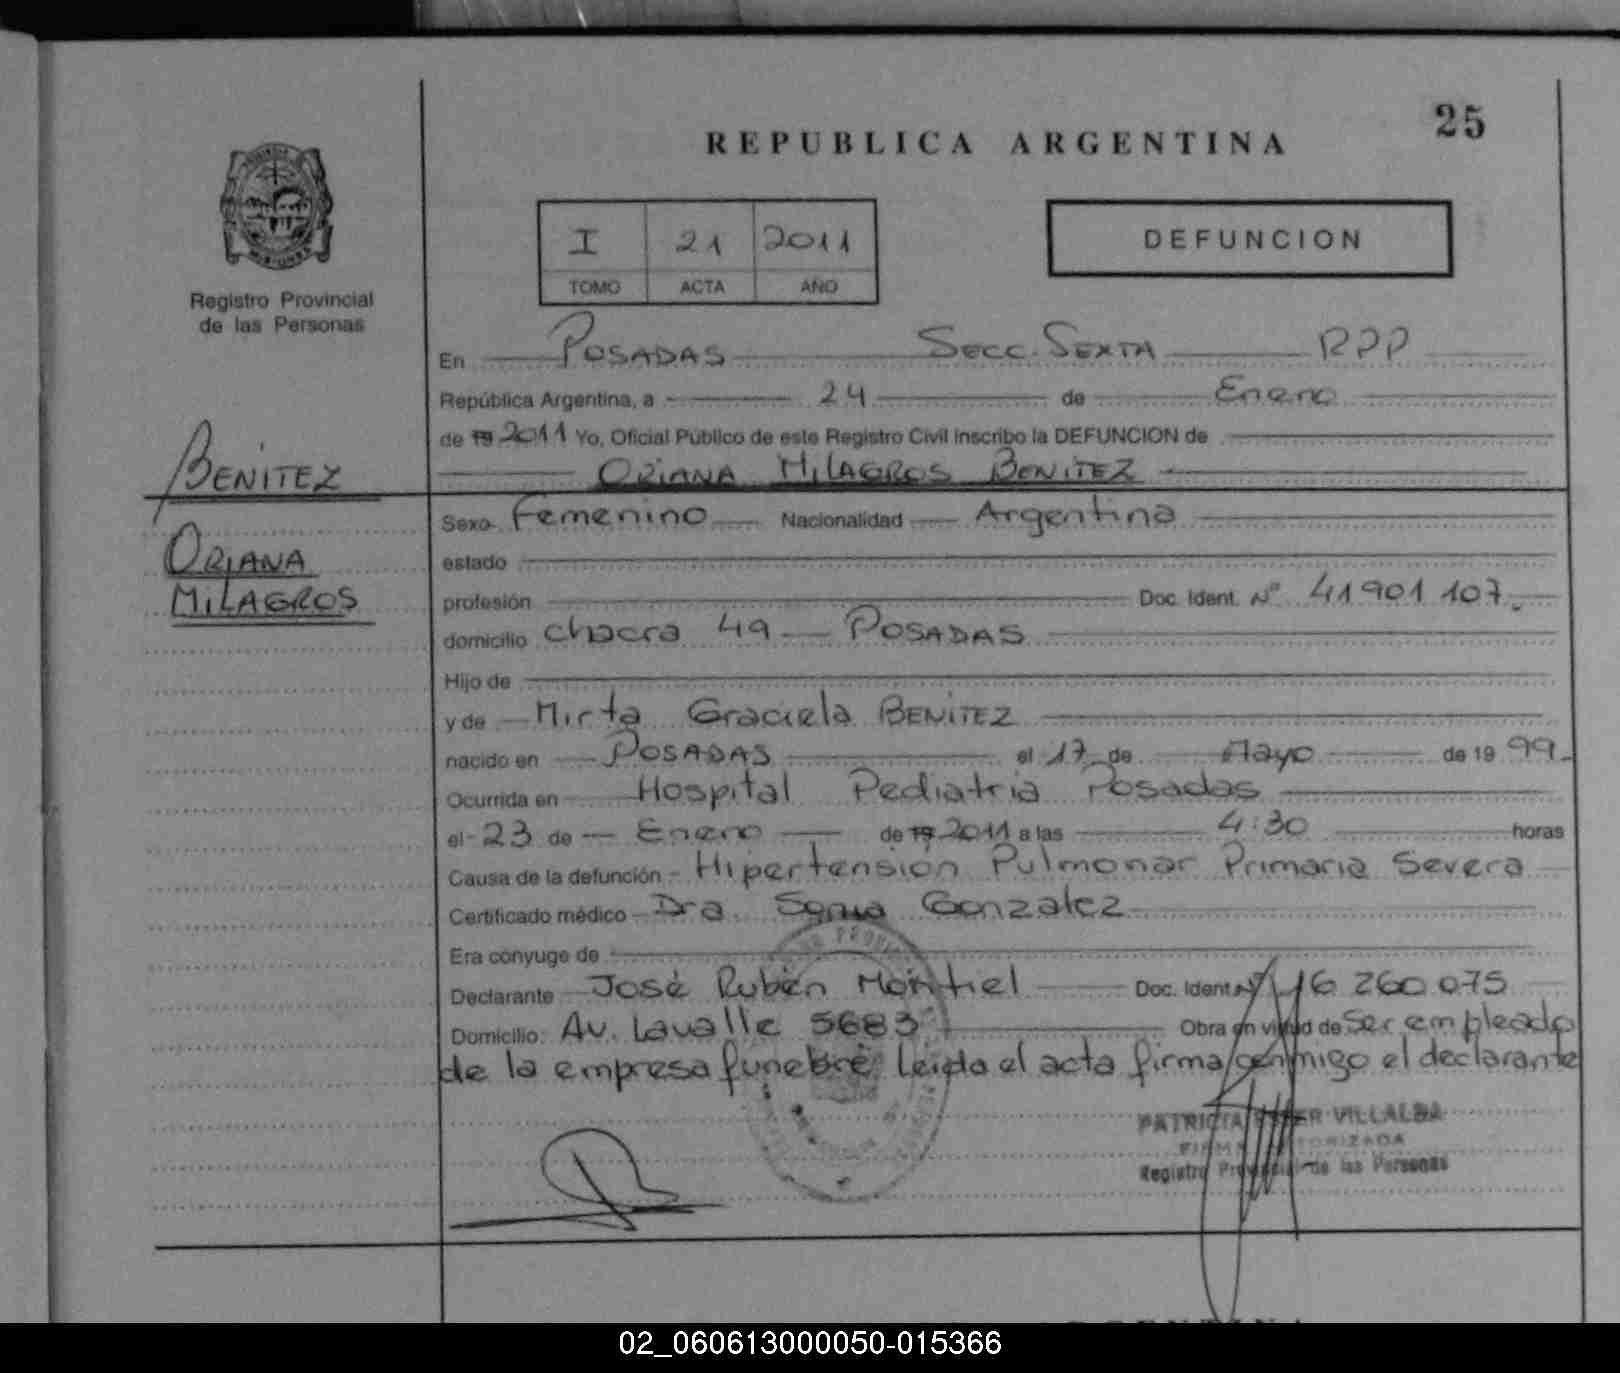 25
REPUBLICA ARGENTINA
I 21 2011
TOMO ACTA AÑO
DEFUNCION
Registro Provincial
de las Personas
BENITEZ
ORIANA
MILAGROS
En POSADAS SECC. SEXTA RPP
República Argentina, a 24 de Enero
de 19 2011 Yo, Oficial Público de este Registro Civil inscribo la DEFUNCION de
ORIANA MILAGROS BENITEZ
Sexo Femenino Nacionalidad Argentina
estado
profesión Doc. Ident. Nº 41901107.
domicilio chacra 49 - POSADAS
Hijo de
y de Mirta Graciela BENITEZ
nacido en POSADAS el 17 de Mayo de 19 99.
Ocurrida en Hospital Pediatria Posadas
el 23 de Enero de 19 2011 a las 4:30 horas
Causa de la defunción Hipertensión Pulmonar Primaria Severa
Certificado médico Dra Sonia Gonzalez
Era cónyuge de
Declarante José Rubén Montiel Doc. Ident. Nº 16260075
Domicilio: Av. Lavalle 5683 Obra en virtud de ser empleado
de la empresa funebre leida el acta firma conmigo el declarante
PATRICIA ESTER VILLALBA
FIRMA AUTORIZADA
Registro Provincial de las Personas
02_060613000050-015366